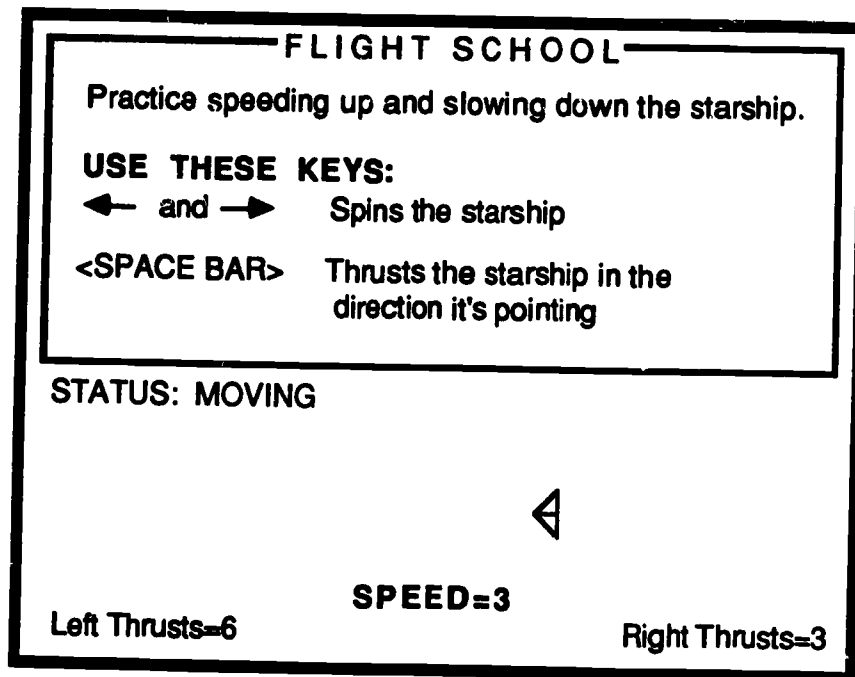 FLIGHT SCHOOL
Practice speeding up and slowing down the starship.
USE THESE KEYS:
← and → Spins the starship
<SPACE BAR> Thrusts the starship in the
direction it's pointing
STATUS: MOVING
SPEED=3
Left Thrusts=6 Right Thrusts=3